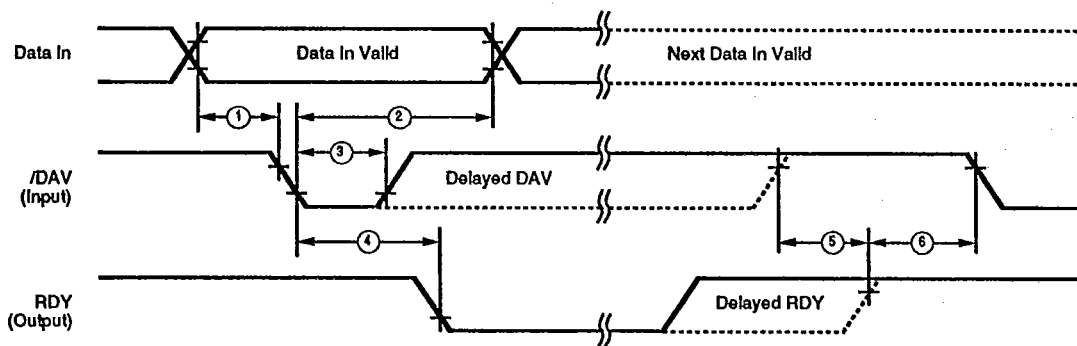 Data In
Data In Valid
Next Data In Valid
1
2
3
/DAV
(Input)
Delayed DAV
4
5
6
RDY
(Output)
Delayed RDY